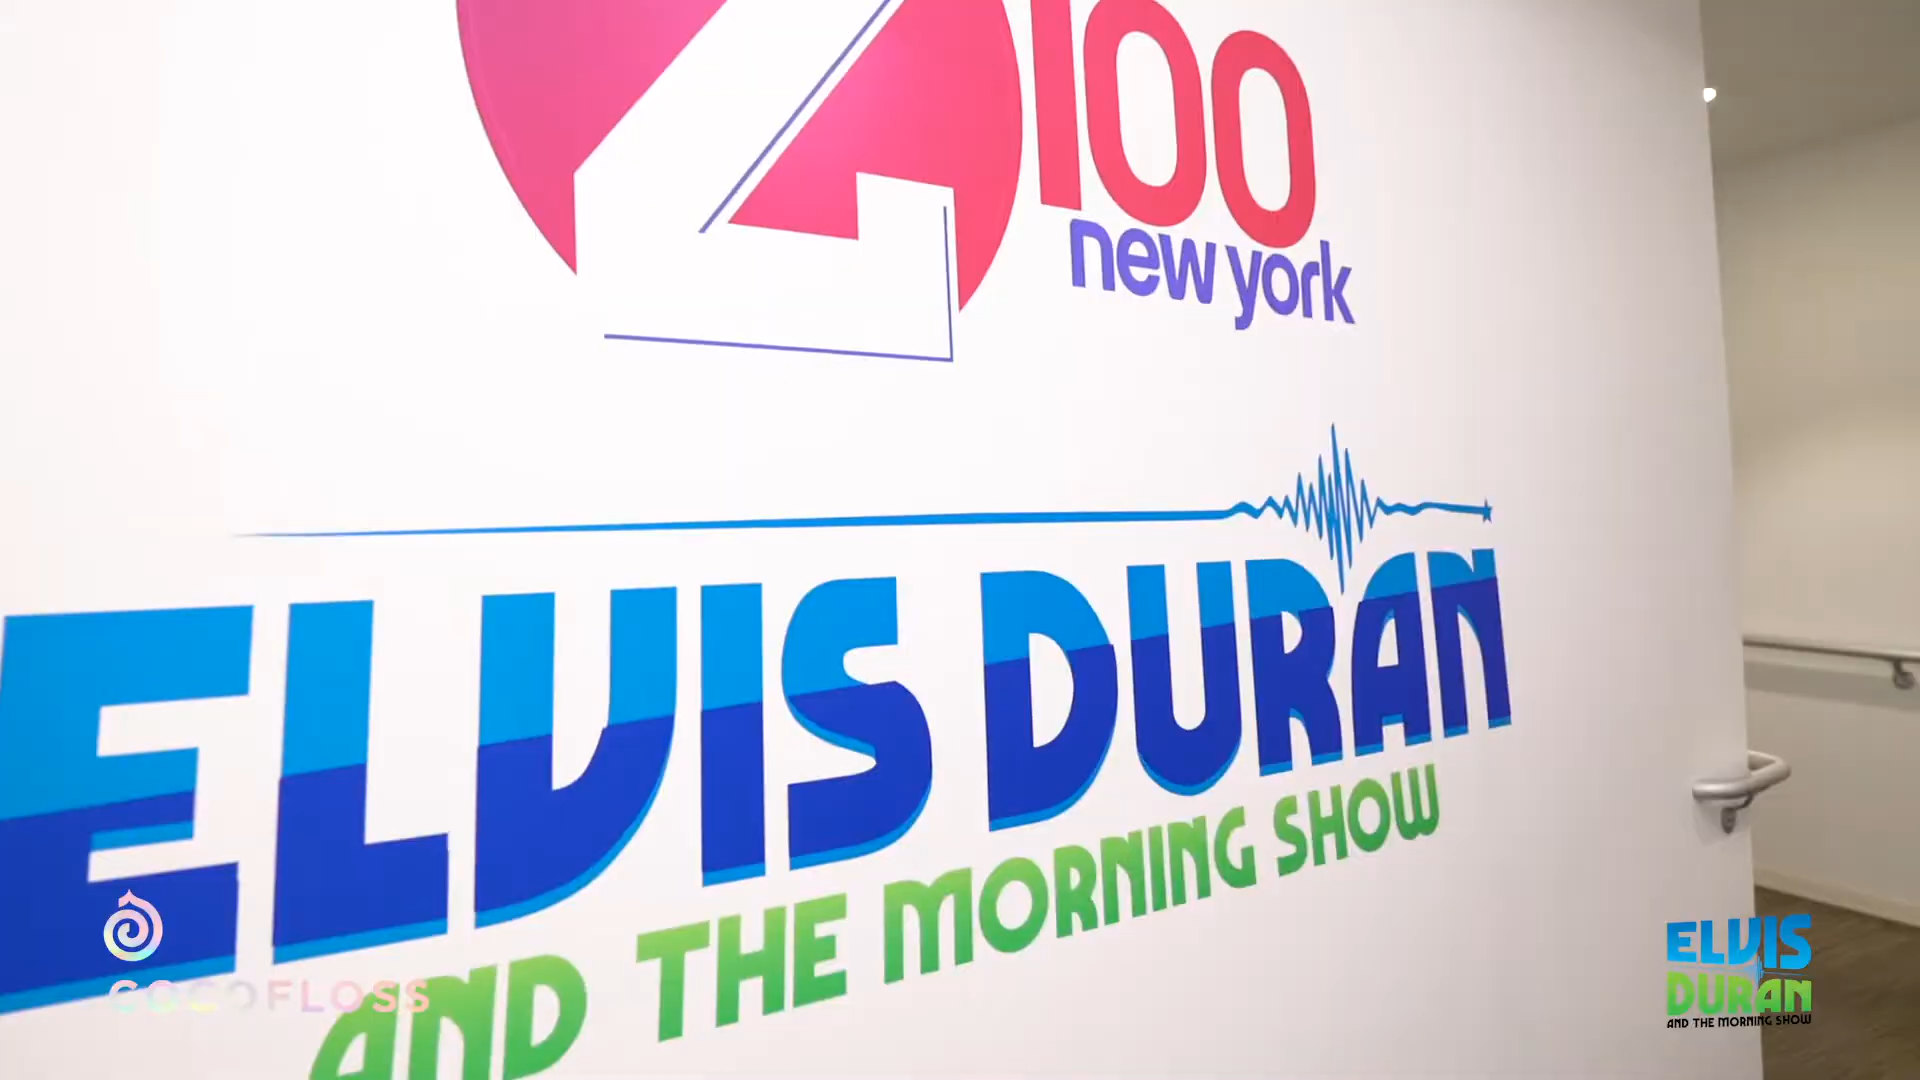 Z100
new york
ELVIS DURAN
AND THE MORNING SHOW
COCOFLOSS
ELVIS
DURAN
AND THE MORNING SHOW